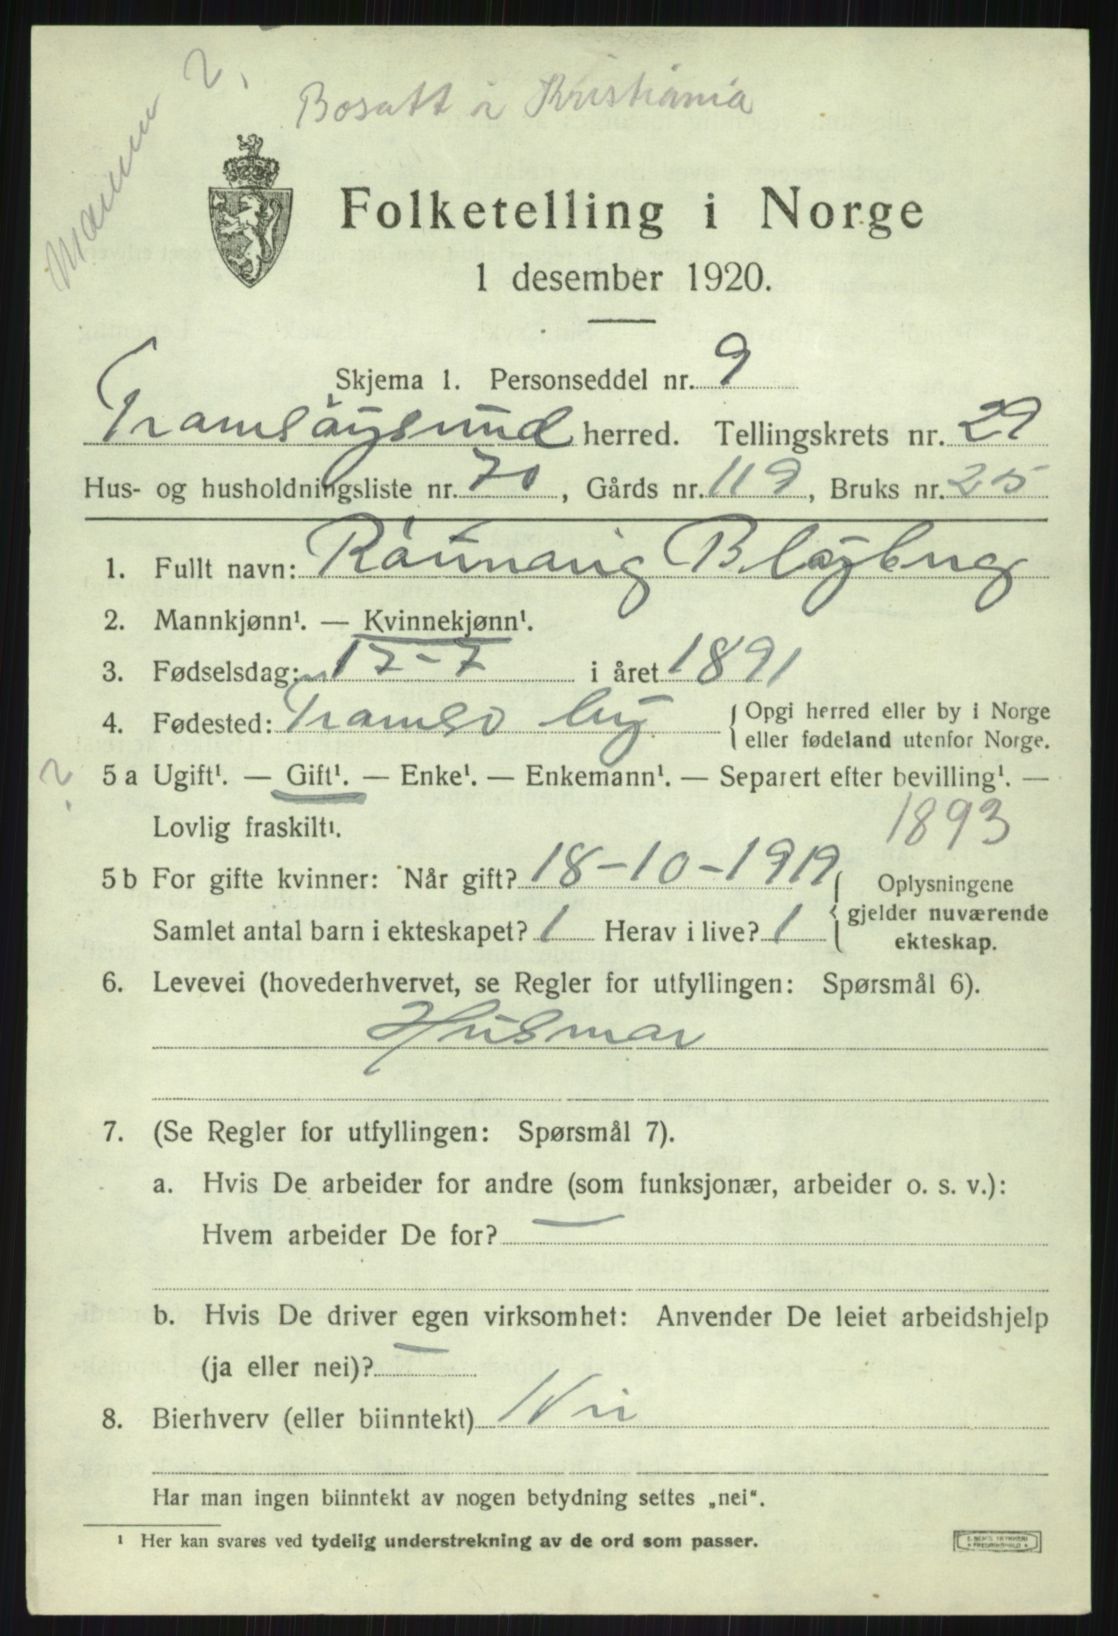 2.
Mann
Bosatt i Kristiania
Folketelling i Norge
1 desember 1920.
Skjema 1. Personseddel nr. 9
Tromsøysund herred. Tellingskrets nr. 29
Hus- og husholdningsliste nr. 70, Gårds nr. 119, Bruks nr. 25
1. Fullt navn:
2. Mannkjønn¹. — Kvinnekjønn¹.
3. Fødselsdag: 17-7 i året 1891
4. Fødested: Tromsø by { Opgi herred eller by i Norge
eller fødeland utenfor Norge.
?
5 a Ugift¹. — Gift¹. — Enke¹. — Enkemann¹. — Separert efter bevilling¹. —
Lovlig fraskilt¹.
1893
5 b For gifte kvinner: Når gift? 18-10-1919 { Oplysningene
gjelder nuværende
Samlet antal barn i ekteskapet? 1 Herav i live? 1
ekteskap.
6. Levevei (hovederhvervet, se Regler for utfyllingen: Spørsmål 6).
Husmor
7. (Se Regler for utfyllingen: Spørsmål 7).
a. Hvis De arbeider for andre (som funksjonær, arbeider o. s. v.):
Hvem arbeider De for? —
b. Hvis De driver egen virksomhet: Anvender De leiet arbeidshjelp
(ja eller nei)? —
8. Bierhverv (eller biinntekt) Nei
Har man ingen biinntekt av nogen betydning settes „nei".
¹ Her kan svares ved tydelig understrekning av de ord som passer.